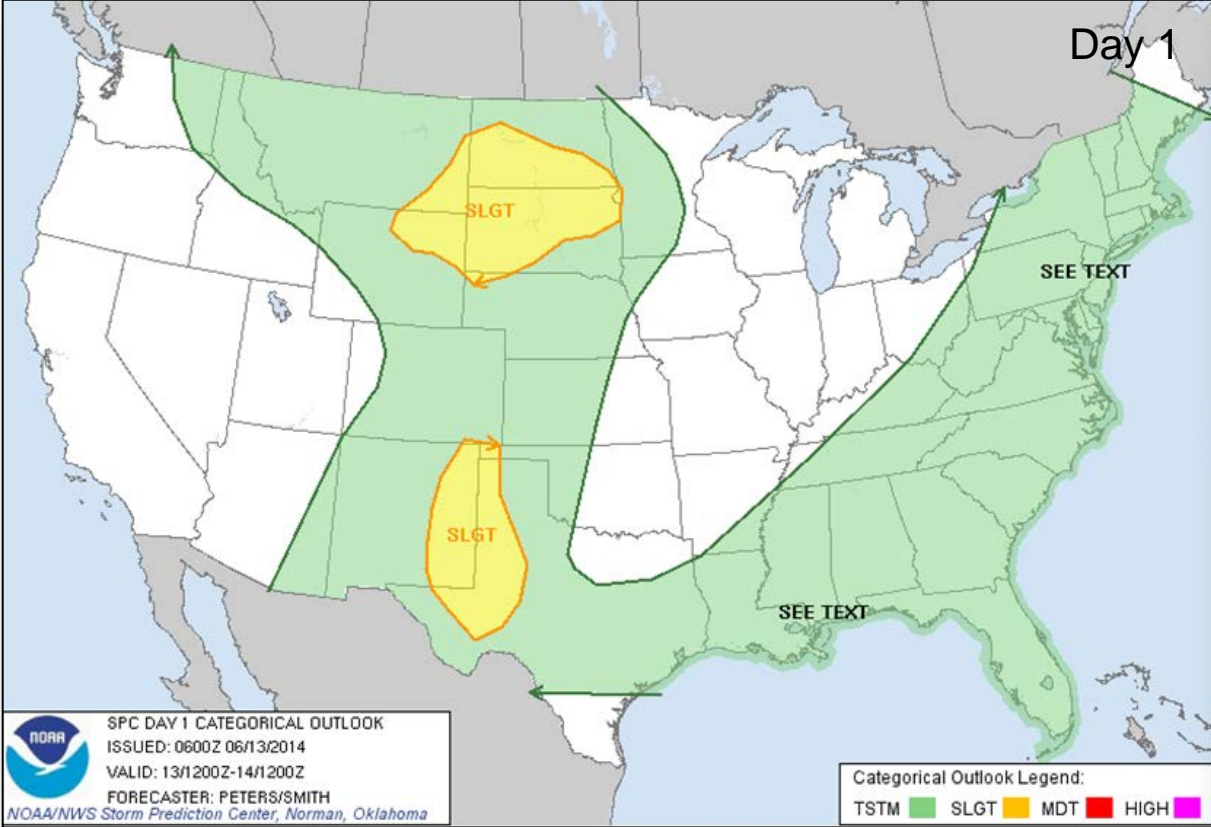 Day 1
SLGT
SEE TEXT
SLGT
SEE TEXT
NOAA
SPC DAY 1 CATEGORICAL OUTLOOK
ISSUED: 0600Z 06/13/2014
VALID: 13/1200Z-14/1200Z
FORECASTER: PETERS/SMITH
NOAA/NWS Storm Prediction Center, Norman, Oklahoma
Categorical Outlook Legend:
TSTM SLGT MDT HIGH